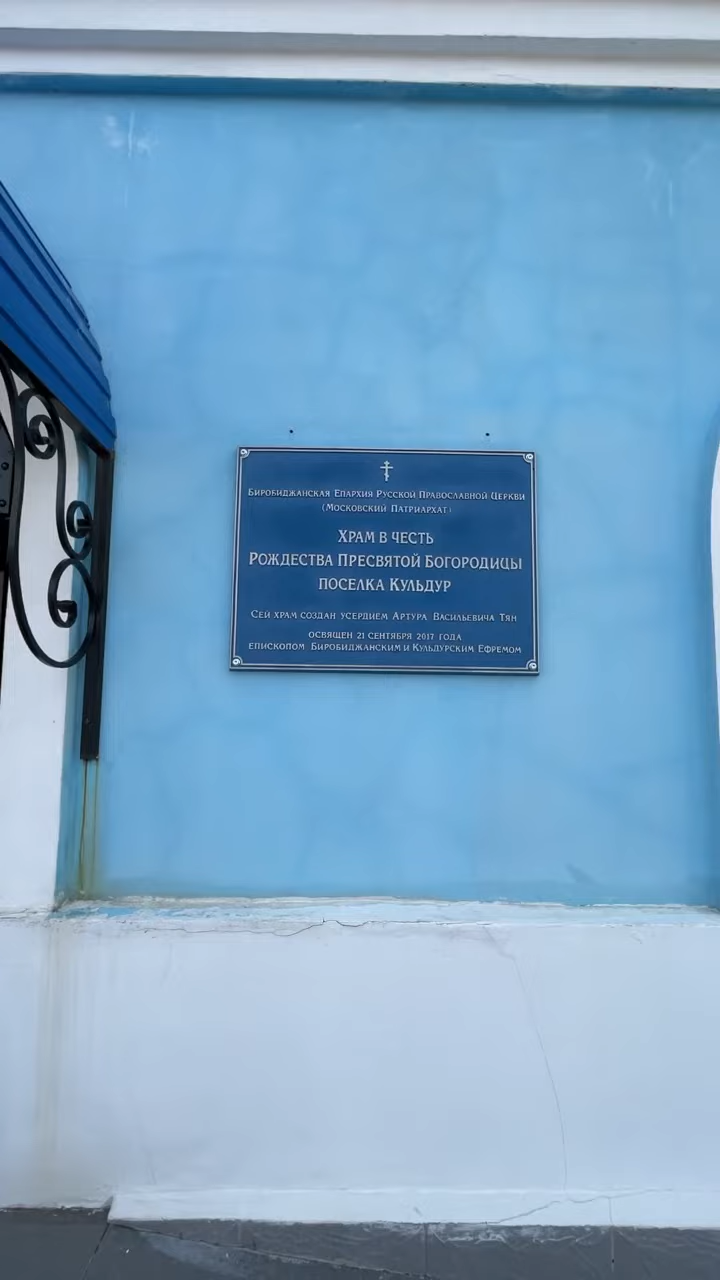 Биробиджанская Епархия Русской Православной Церкви
(Московский Патриархат)
Храм в честь
Рождества Пресвятой Богородицы
поселка Кульдур
Сей храм создан усердием Артура Васильевича Тян
освящен 21 сентября 2017 года
епископом Биробиджанским и Кульдурским Ефремом